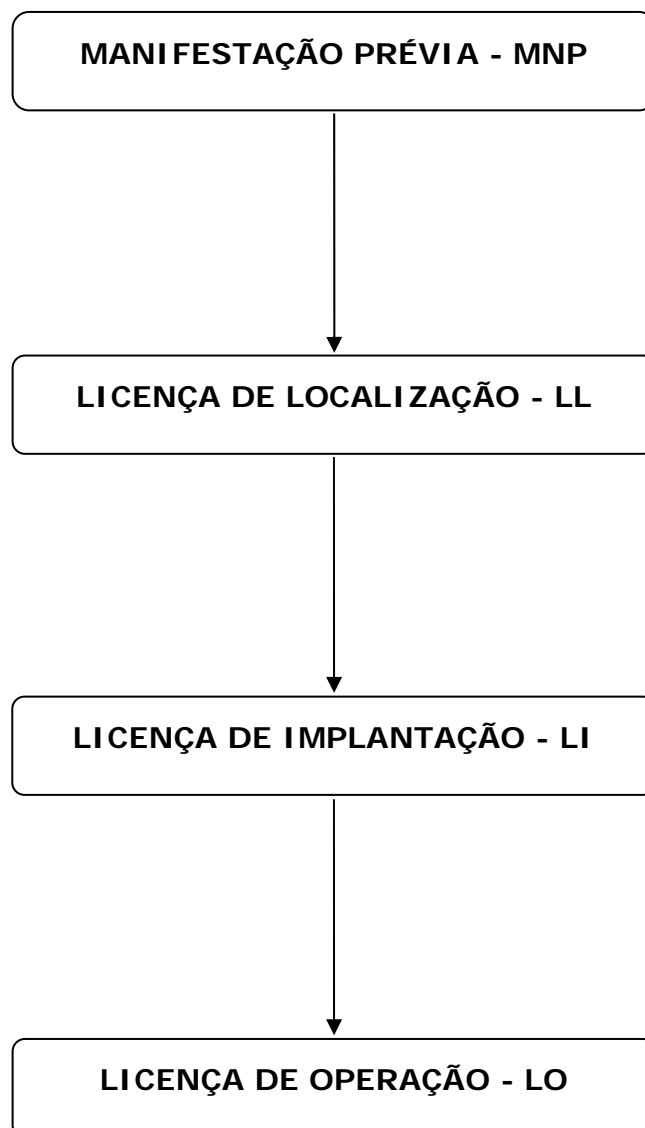 MANIFESTAÇÃO PRÉVIA - MNP
LICENÇA DE LOCALIZAÇÃO - LL
LICENÇA DE IMPLANTAÇÃO - LI
LICENÇA DE OPERAÇÃO - LO